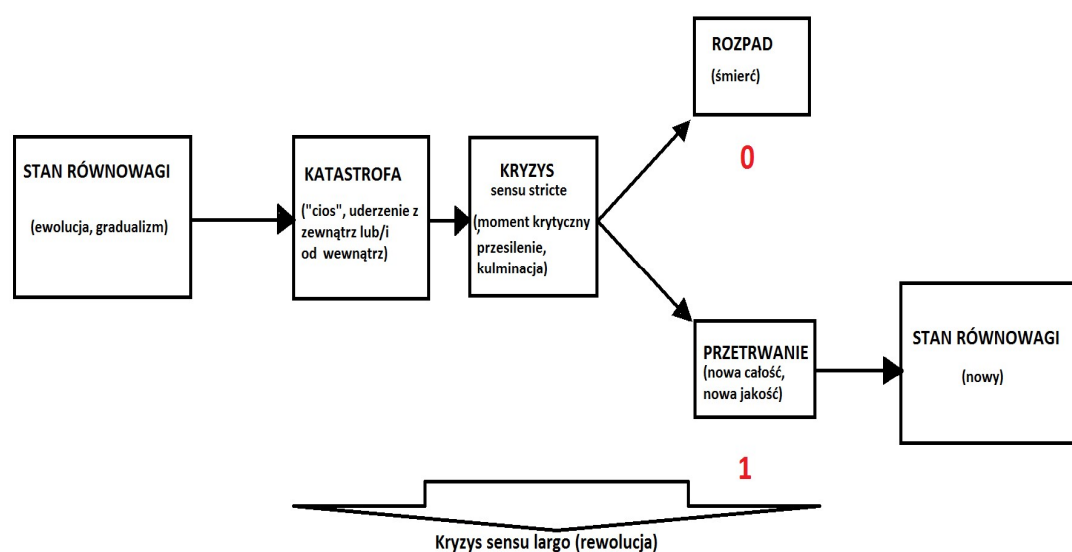 STAN RÓWNOWAGI
(ewolucja, gradualizm)
KATASTROFA
("cios", uderzenie z
zewnątrz lub/i
od wewnątrz)
KRYZYS
sensu stricte
(,moment krytyczny
przesilenie,
kulminacja)
ROZPAD
(śmierć)
0
PRZETRWANIE
(nowa całość,
nowa jakość)
1
STAN RÓWNOWAGI
(nowy)
Kryzys sensu largo (rewolucja)